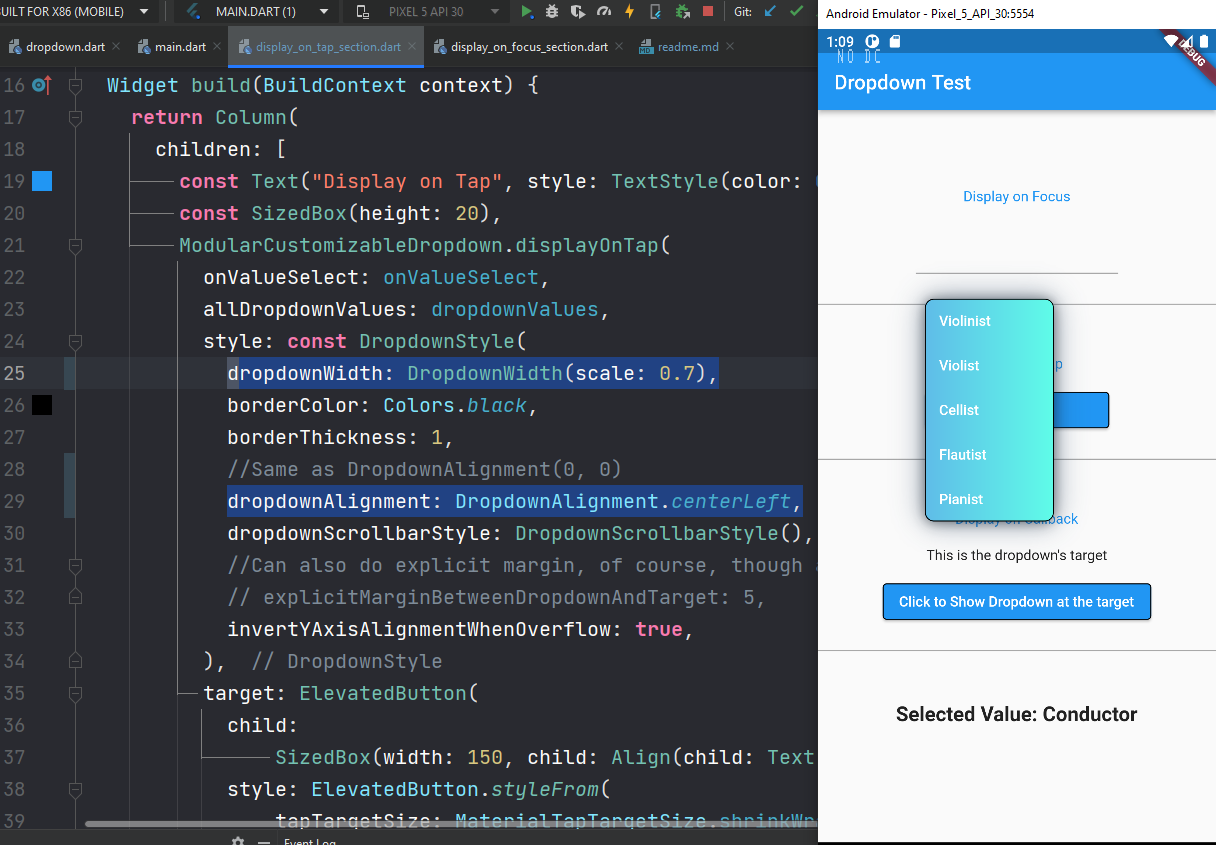 UILT FOR X86 (MOBILE) MAIN.DART (1) PIXEL 5 API 30 Git:
dropdown.dart main.dart display_on_tap_section.dart display_on_focus_section.dart readme.md
16 Widget build(BuildContext context) {
17 return Column(
18 children: [
19 const Text("Display on Tap", style: TextStyle(color:
20 const SizedBox(height: 20),
21 ModularCustomizableDropdown.displayOnTap(
22 onValueSelect: onValueSelect,
23 allDropdownValues: dropdownValues,
24 style: const DropdownStyle(
25 dropdownWidth: DropdownWidth(scale: 0.7),
26 borderColor: Colors.black,
27 borderThickness: 1,
28 //Same as DropdownAlignment(0, 0)
29 dropdownAlignment: DropdownAlignment.centerLeft,
30 dropdownScrollbarStyle: DropdownScrollbarStyle(),
31 //Can also do explicit margin, of course, though
32 // explicitMarginBetweenDropdownAndTarget: 5,
33 invertYAxisAlignmentWhenOverflow: true,
34 ), // DropdownStyle
35 target: ElevatedButton(
36 child:
37 SizedBox(width: 150, child: Align(child: Text
38 style: ElevatedButton.styleFrom(
39 tapTargetSize: MaterialTapTargetSize.shrinkWr
Event Log
Android Emulator - Pixel_5_API_30:5554
1:09
NO DC
DEBUG
Dropdown Test
Display on Focus
Violinist
Violist
p
Cellist
Flautist
Pianist
Display on Callback
This is the dropdown's target
Click to Show Dropdown at the target
Selected Value: Conductor